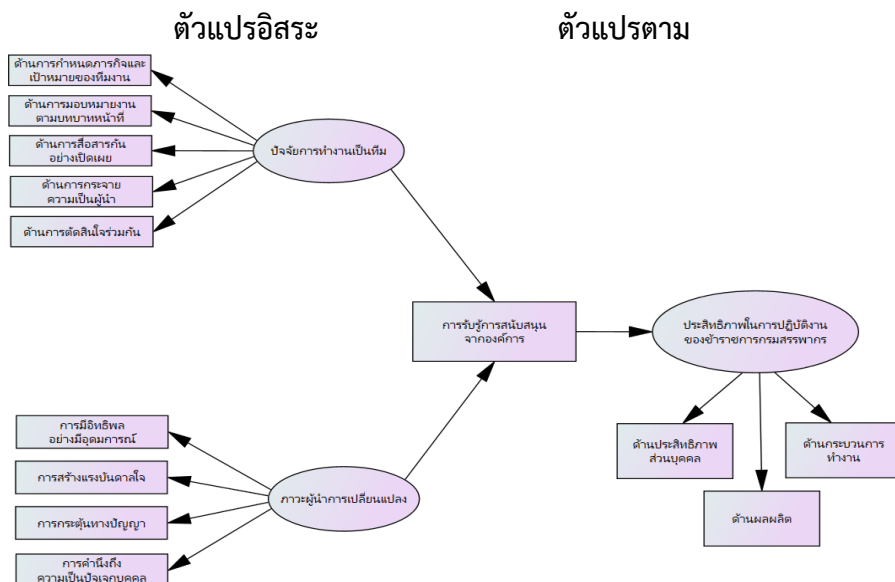 ตัวแปรอิสระ
ตัวแปรตาม
ด้านการกำหนดภารกิจและ
เป้าหมายของทีมงาน
ด้านการมอบหมายงาน
ตามบทบาทหน้าที่
ด้านการสื่อสารกัน
อย่างเปิดเผย
ด้านการกระจาย
ความเป็นผู้นำ
ด้านการตัดสินใจร่วมกัน
ปัจจัยการทำงานเป็นทีม
การรับรู้การสนับสนุน
จากองค์การ
ประสิทธิภาพในการปฏิบัติงาน
ของข้าราชการกรมสรรพากร
การมีอิทธิพล
อย่างมีอุดมการณ์
การสร้างแรงบันดาลใจ
การกระตุ้นทางปัญญา
การคำนึงถึง
ความเป็นปัจเจกบุคคล
ภาวะผู้นำการเปลี่ยนแปลง
ด้านประสิทธิภาพ
ส่วนบุคคล
ด้านกระบวนการ
ทำงาน
ด้านผลผลิต